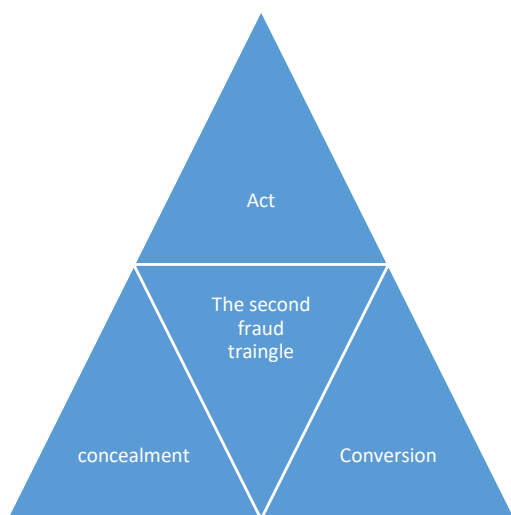 Act
The second
fraud
traingle
concealment
Conversion